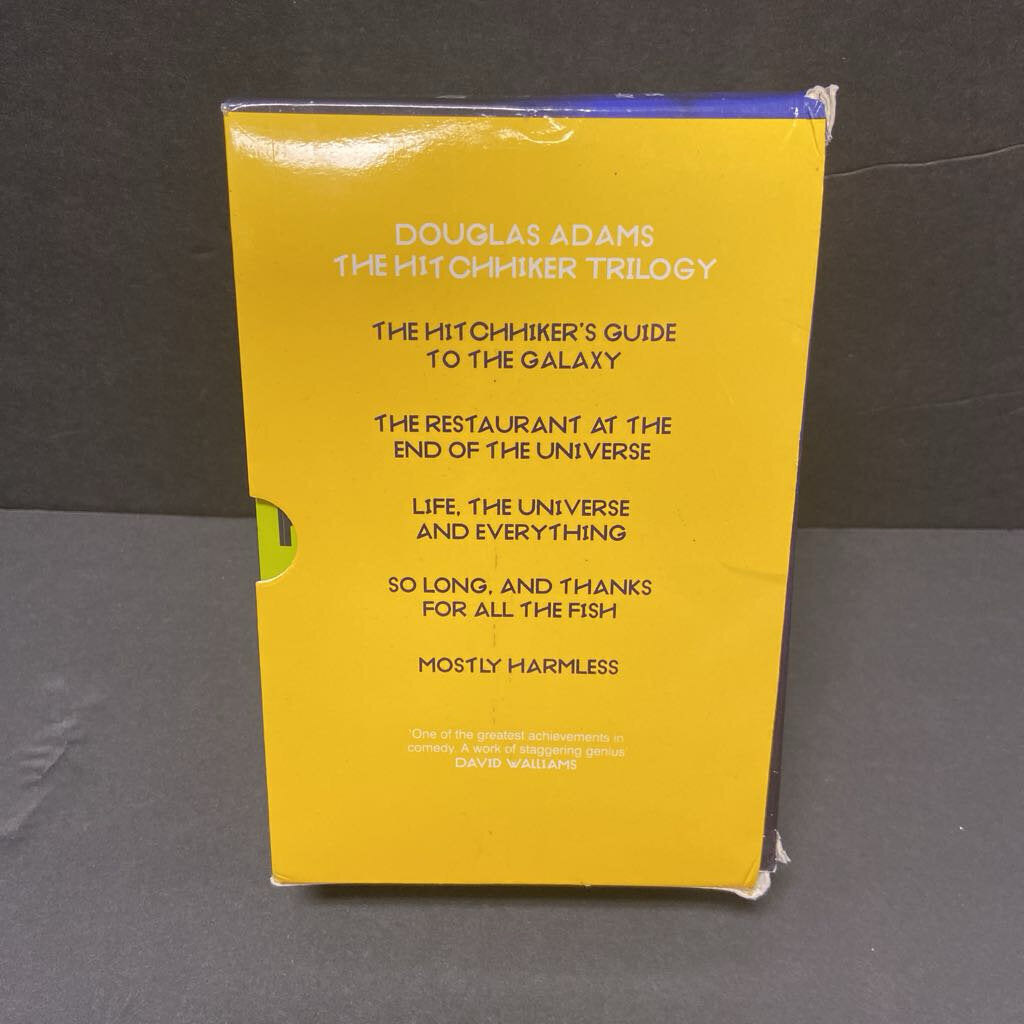 DOUGLAS ADAMS
THE HITCHHIKER TRILOGY
THE HITCHHIKER'S GUIDE
TO THE GALAXY
THE RESTAURANT AT THE
END OF THE UNIVERSE
LIFE, THE UNIVERSE
AND EVERYTHING
SO LONG, AND THANKS
FOR ALL THE FISH
MOSTLY HARMLESS
'One of the greatest achievements in
comedy. A work of staggering genius'
DAVID WALLIAMS